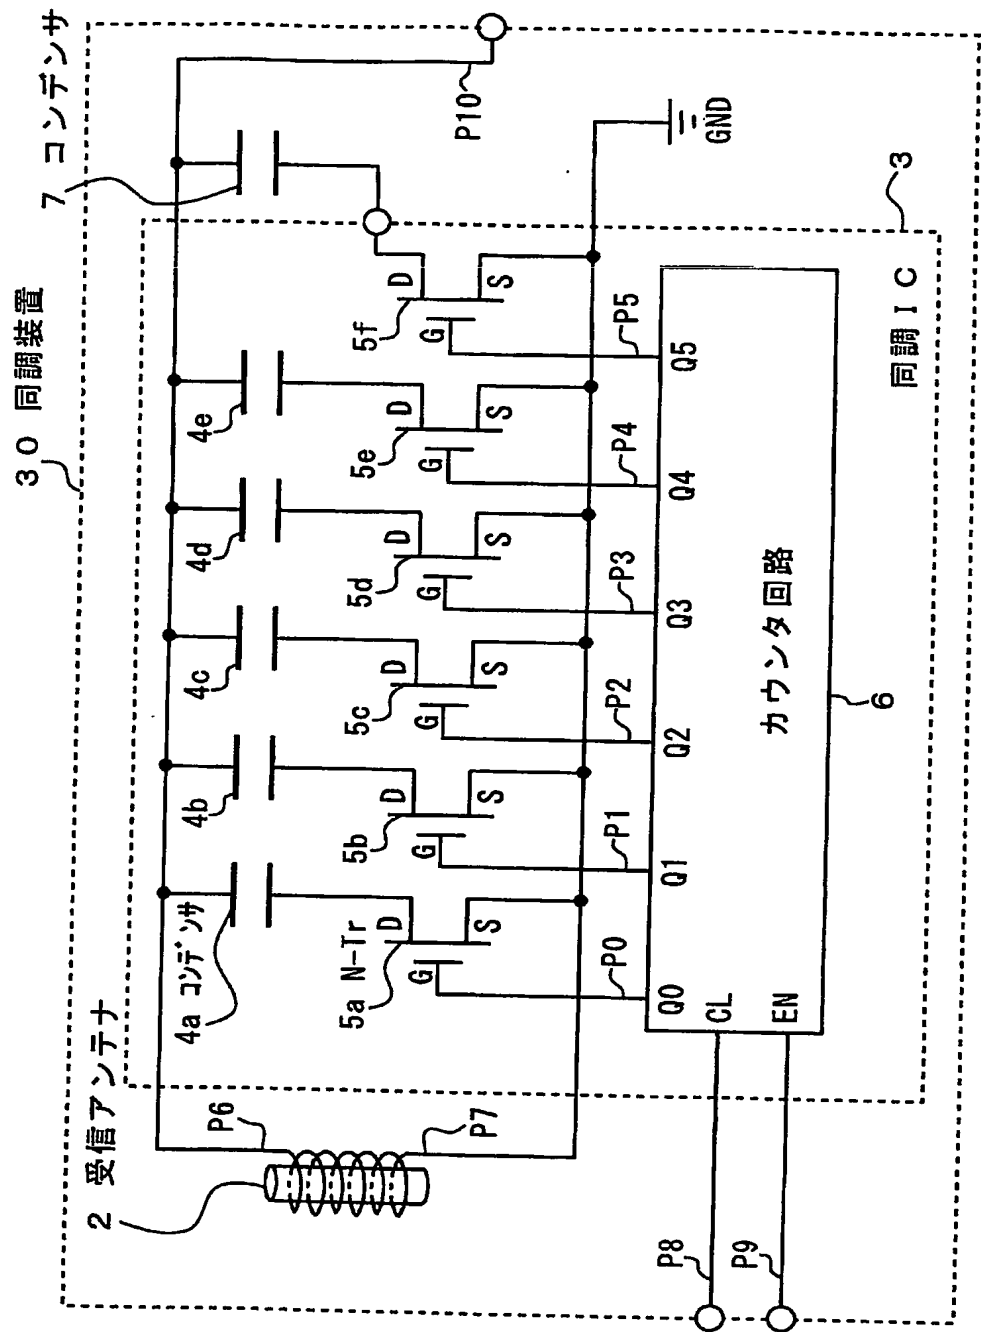 30 同調装置
7 コンデンサ
2 受信アンテナ
P6
P7
P10
GND
4a コンデンサ
4b
4c
4d
4e
5a N-Tr
5b
5c
5d
5e
5f
D
D
D
D
D
D
G
G
G
G
G
G
S
S
S
S
S
S
P0
P1
P2
P3
P4
P5
Q0
Q1
Q2
Q3
Q4
Q5
CL
EN
カウンタ回路
6
同調IC
3
P8
P9